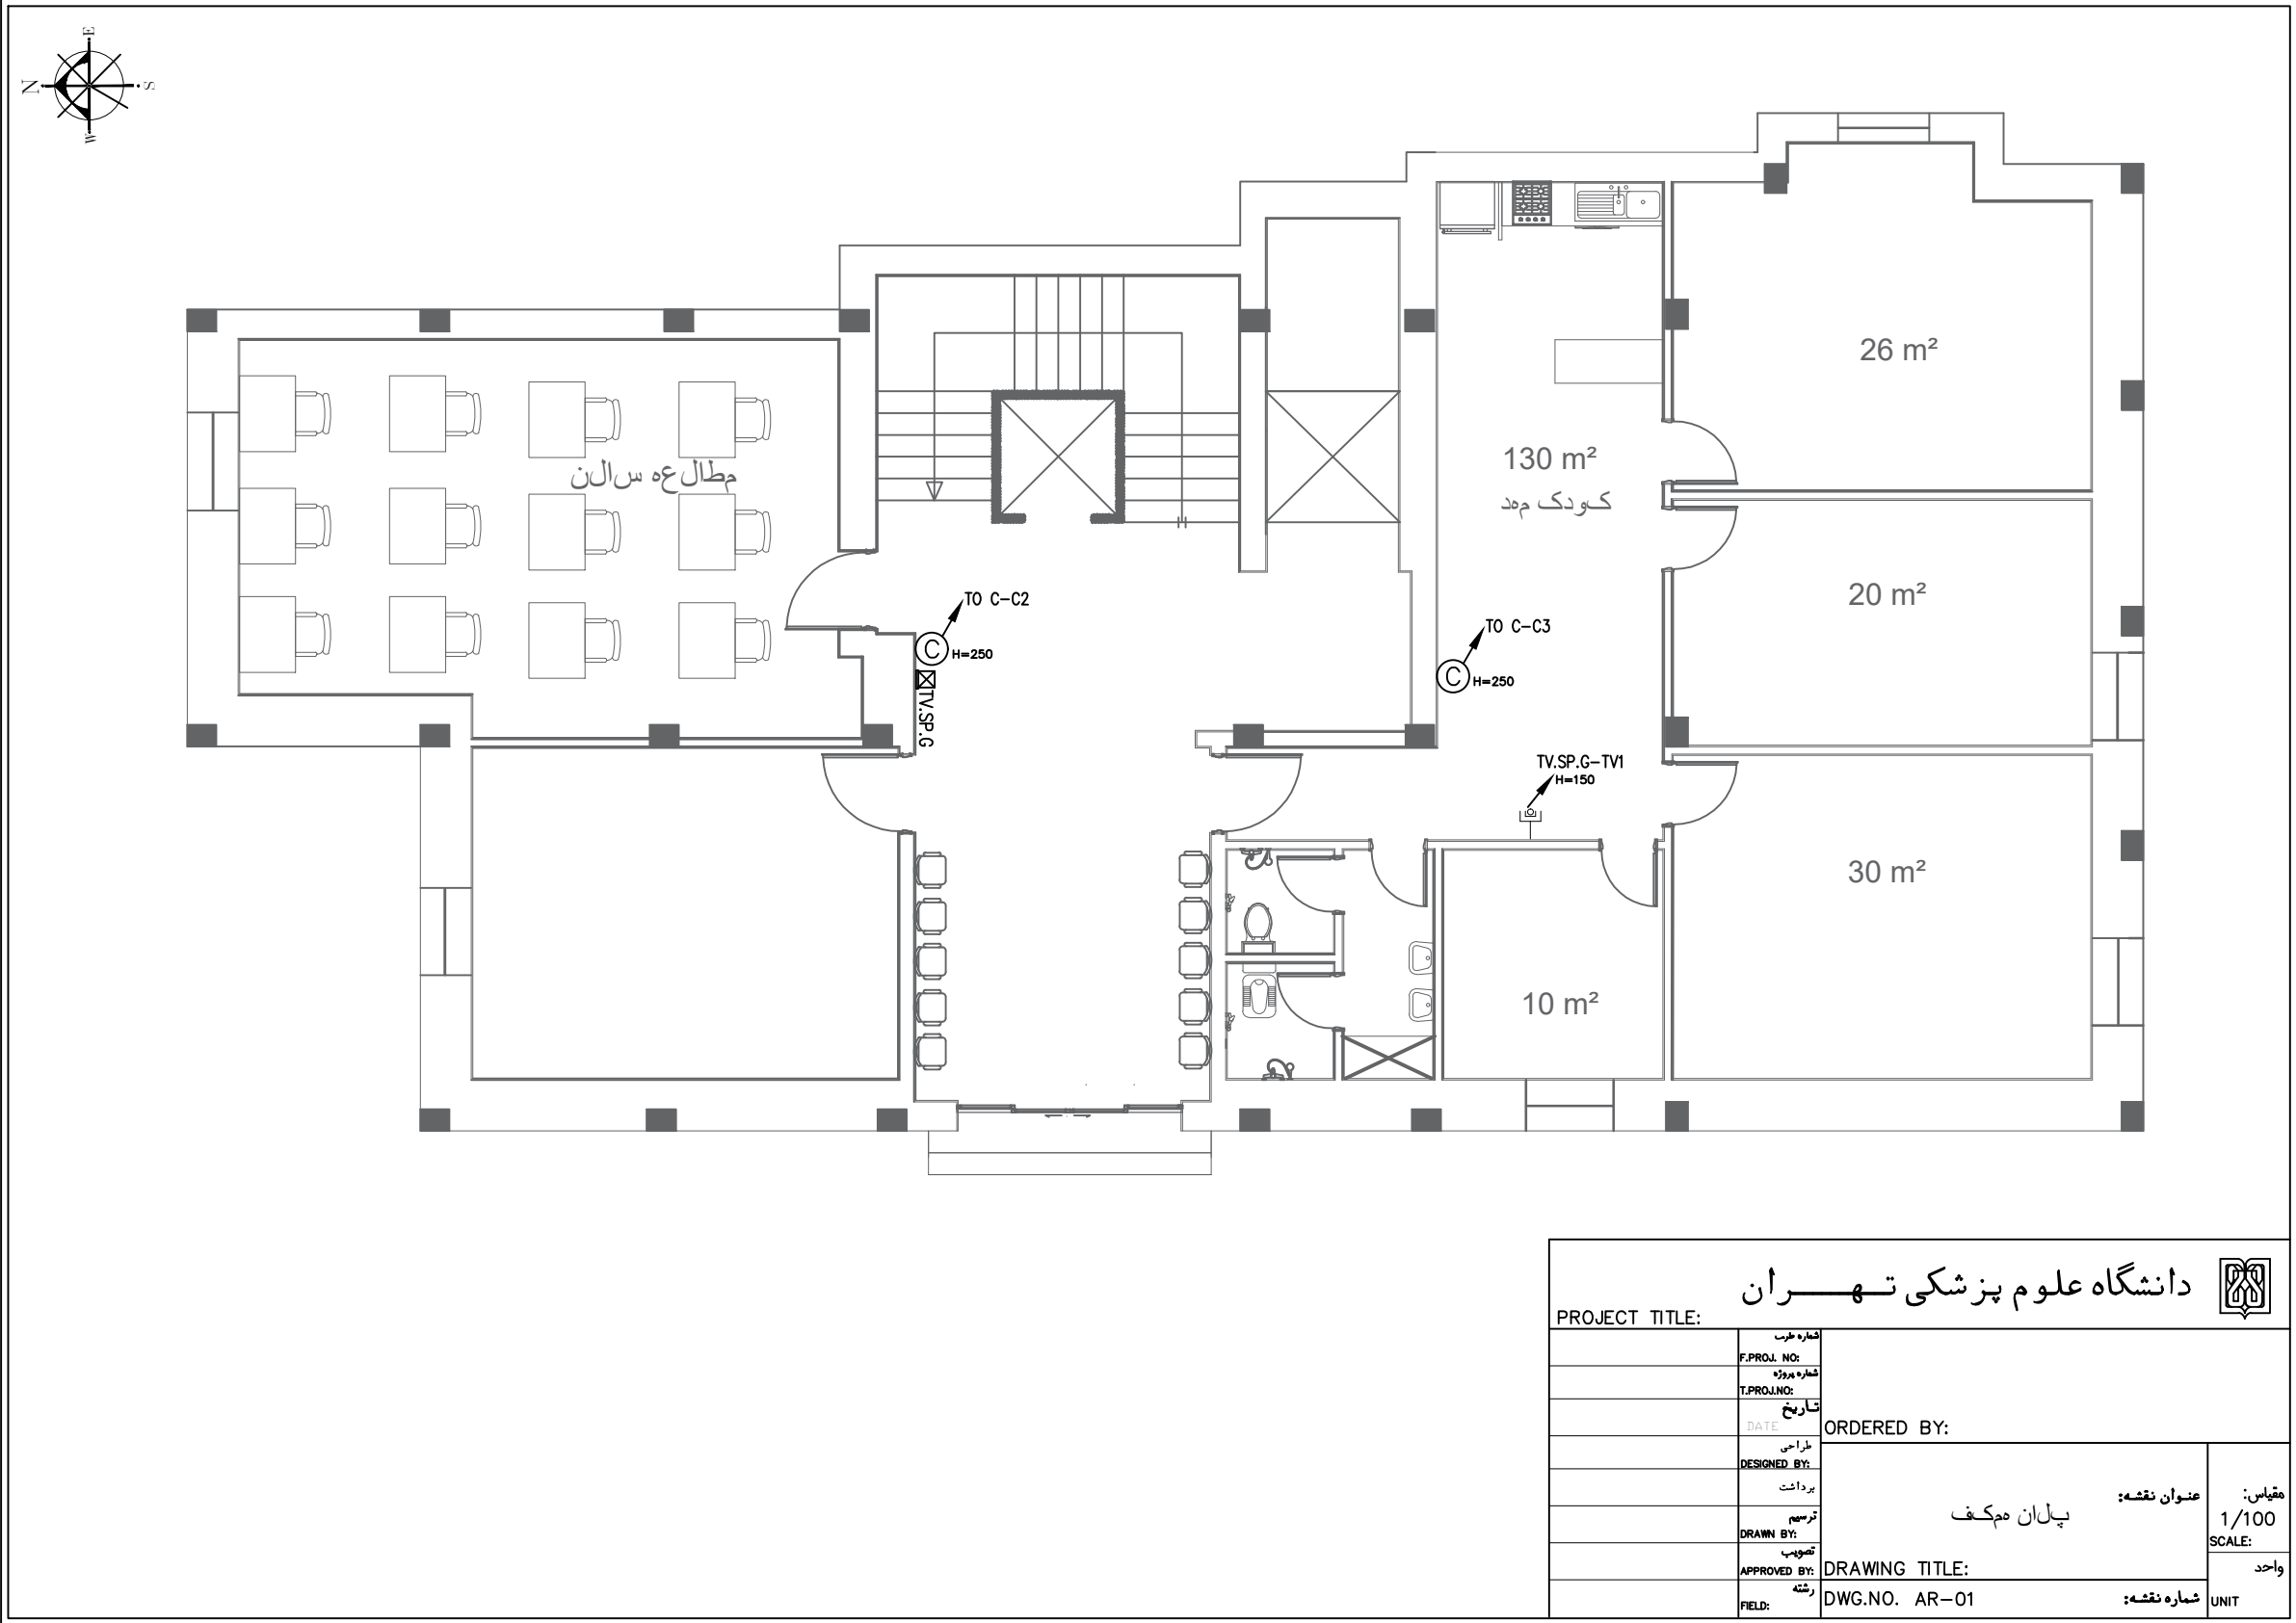 E
N
S
W
26 m²
130 m²
کودک مهد
مطالعه سالن
20 m²
TO C-C2
C
H=250
TV.SP.G
TO C-C3
C
H=250
TV.SP.G-TV1
H=150
30 m²
10 m²
دانشگاه علوم پزشکی تهران
PROJECT TITLE:
شماره طرح
F.PROJ. NO:
شماره پروژه
T.PROJ.NO:
تاریخ
DATE
ORDERED BY:
طراحی
DESIGNED BY:
برداشت
ترسیم
DRAWN BY:
تصویب
APPROVED BY:
رشته
FIELD:
عنوان نقشه:
پلان همکف
DRAWING TITLE:
مقیاس:
1/100
SCALE:
واحد
UNIT
DWG.NO. AR-01
شماره نقشه: